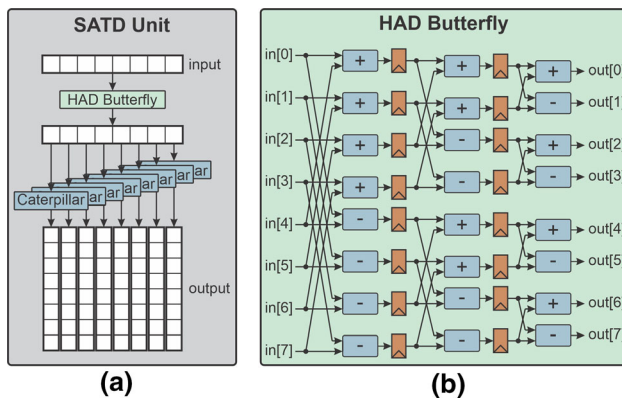 SATD Unit
input
HAD Butterfly
Caterpillar ar ar ar ar ar ar ar
output
(a)
HAD Butterfly
in[0]
in[1]
in[2]
in[3]
in[4]
in[5]
in[6]
in[7]
+ + + + - - - -
+ + - - + + - -
+ - + - + - + -
out[0]
out[1]
out[2]
out[3]
out[4]
out[5]
out[6]
out[7]
(b)